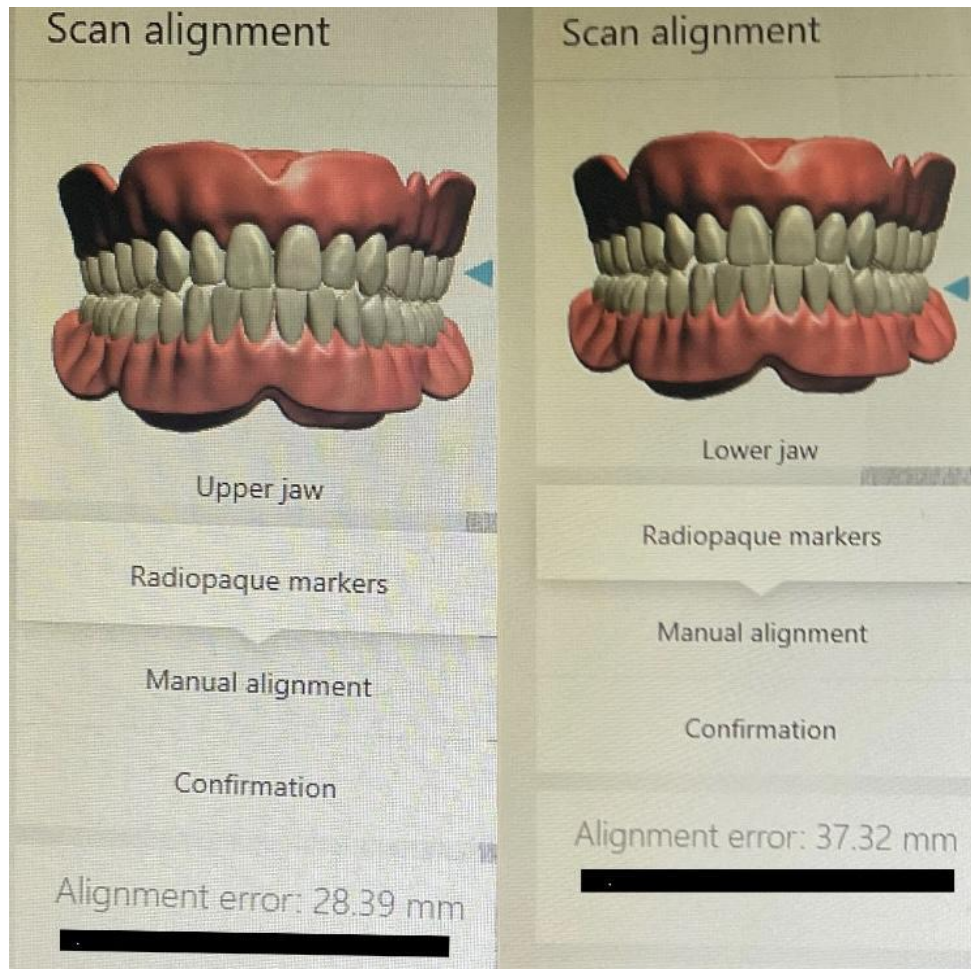 Scan alignment
Upper jaw
Radiopaque markers
Manual alignment
Confirmation
Alignment error: 28.39 mm
Scan alignment
Lower jaw
Radiopaque markers
Manual alignment
Confirmation
Alignment error: 37.32 mm